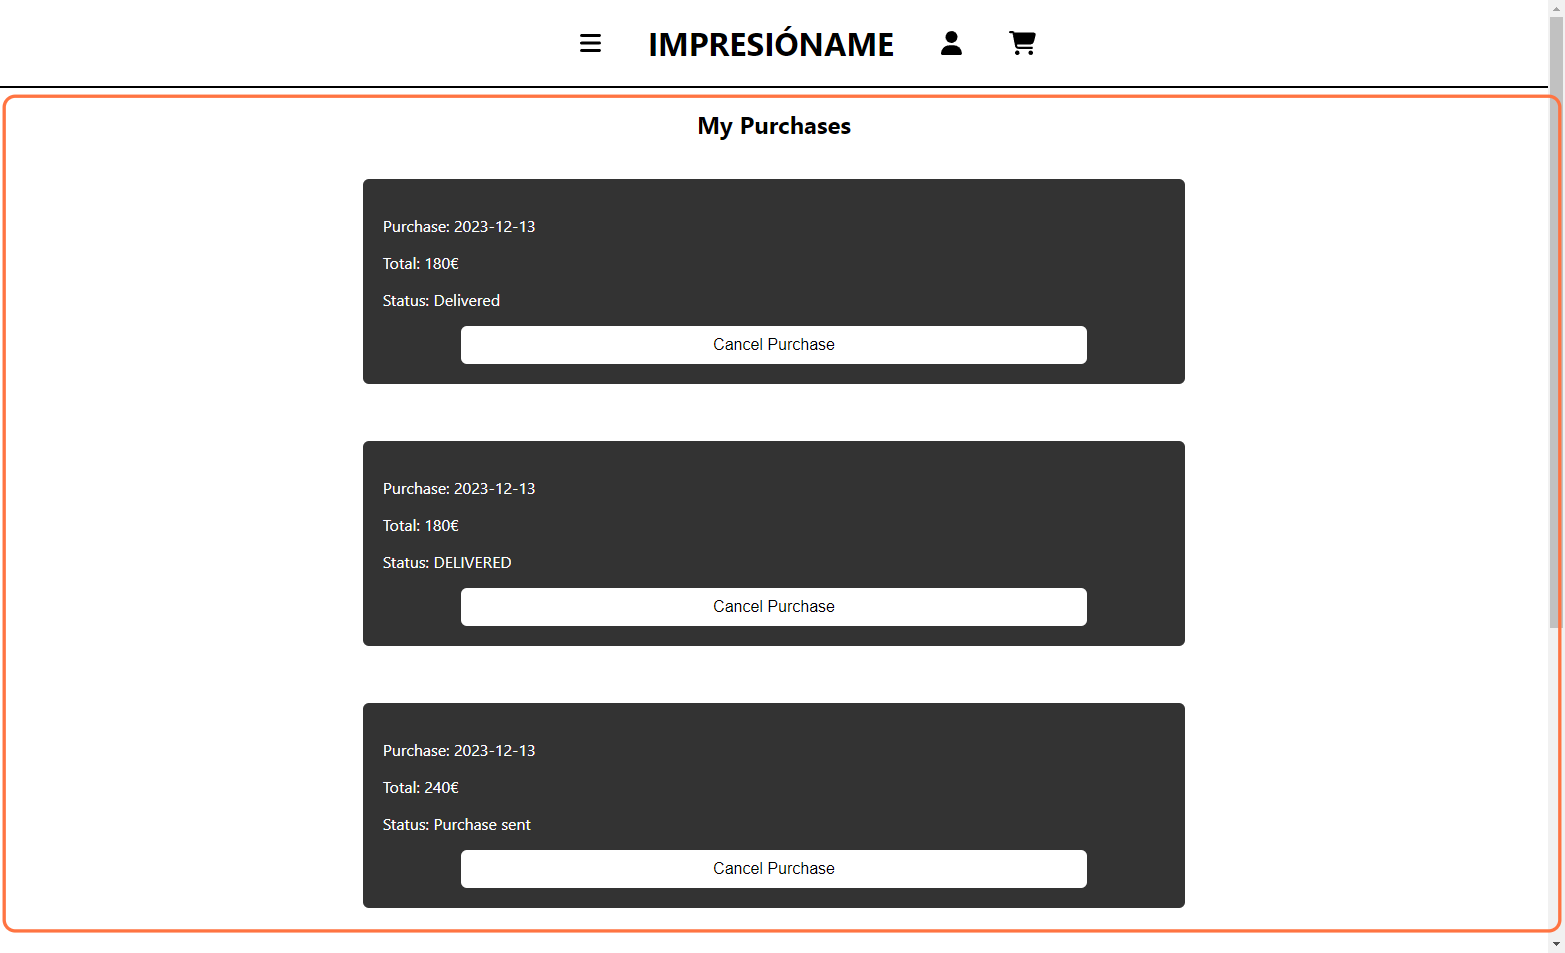 IMPRESIÓNAME
My Purchases
Purchase: 2023-12-13
Total: 180€
Status: Delivered
Cancel Purchase
Purchase: 2023-12-13
Total: 180€
Status: DELIVERED
Cancel Purchase
Purchase: 2023-12-13
Total: 240€
Status: Purchase sent
Cancel Purchase